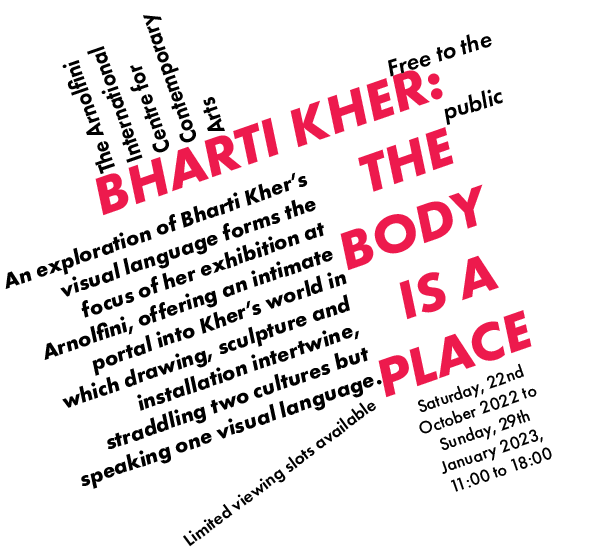 The Arnolfini
International
Centre for
Contemporary
Arts
Free to the
public
BHARTI KHER:
THE
BODY
IS A
PLACE
An exploration of Bharti Kher's
visual language forms the
focus of her exhibition at
Arnolfini, offering an intimate
portal into Kher's world in
which drawing, sculpture and
installation intertwine,
straddling two cultures but
speaking one visual language.
Limited viewing slots available
Saturday, 22nd
October 2022 to
Sunday, 29th
January 2023,
11:00 to 18:00